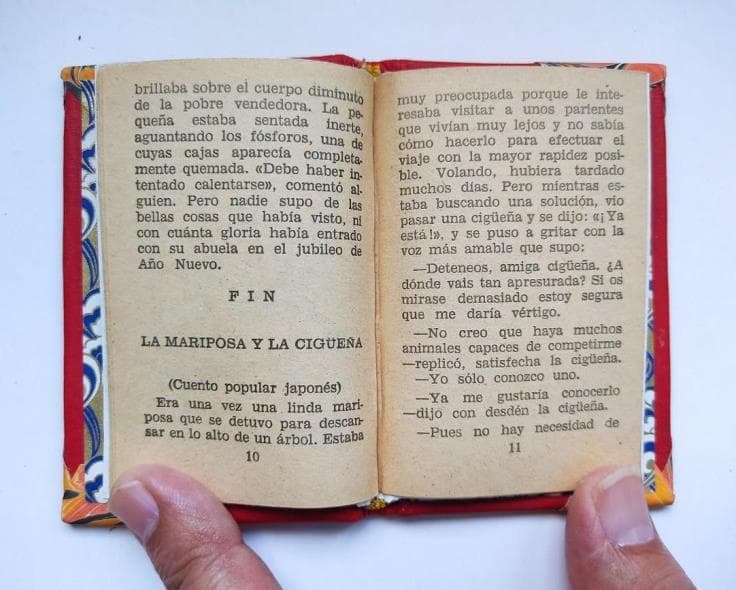 brillaba sobre el cuerpo diminuto
de la pobre vendedora. La pe-
queña estaba sentada inerte,
aguantando los fósforos, una de
cuyas cajas aparecía completa-
mente quemada. «Debe haber in-
tentado calentarse», comentó al-
guien. Pero nadie supo de las
bellas cosas que había visto, ni
con cuánta gloria había entrado
con su abuela en el jubileo de
Año Nuevo.
F I N
LA MARIPOSA Y LA CIGÜEÑA
(Cuento popular japonés)
Era una vez una linda mari-
posa que se detuvo para descan-
sar en lo alto de un árbol. Estaba
10
muy preocupada porque le inte-
resaba visitar a unos parientes
que vivían muy lejos y no sabía
cómo hacerlo para efectuar el
viaje con la mayor rapidez posi-
ble. Volando, hubiera tardado
muchos días. Pero mientras es-
taba buscando una solución, vio
pasar una cigüeña y se dijo: «¡Ya
está!», y se puso a gritar con la
voz más amable que supo:
—Deteneos, amiga cigüeña. ¿A
dónde vais tan apresurada? Si os
mirase demasiado estoy segura
que me daría vértigo.
—No creo que haya muchos
animales capaces de competirme
—replicó, satisfecha la cigüeña.
—Yo sólo conozco uno.
—Ya me gustaría conocerlo
—dijo con desdén la cigüeña.
—Pues no hay necesidad de
11